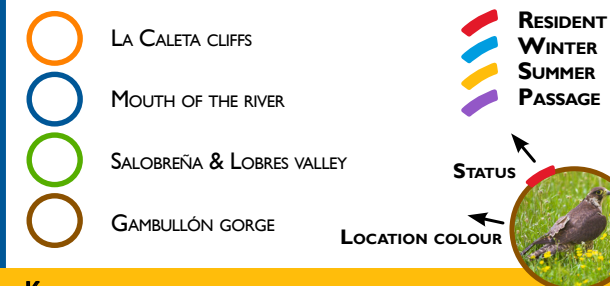 La Caleta cliffs
Mouth of the river
Salobreña & Lobres valley
Gambullón gorge
Resident
Winter
Summer
Passage
Status
Location colour